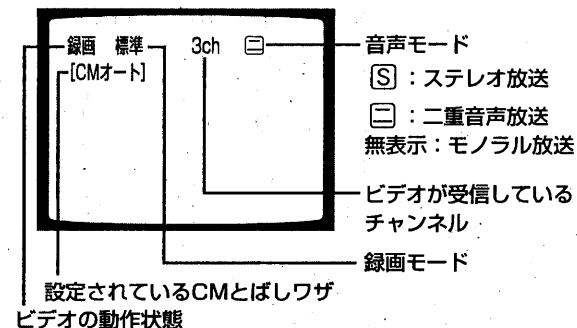 録画 標準 3ch 二
[CMオート]
音声モード
S：ステレオ放送
二：二重音声放送
無表示：モノラル放送
ビデオが受信している
チャンネル
録画モード
設定されているCMとばしワザ
ビデオの動作状態